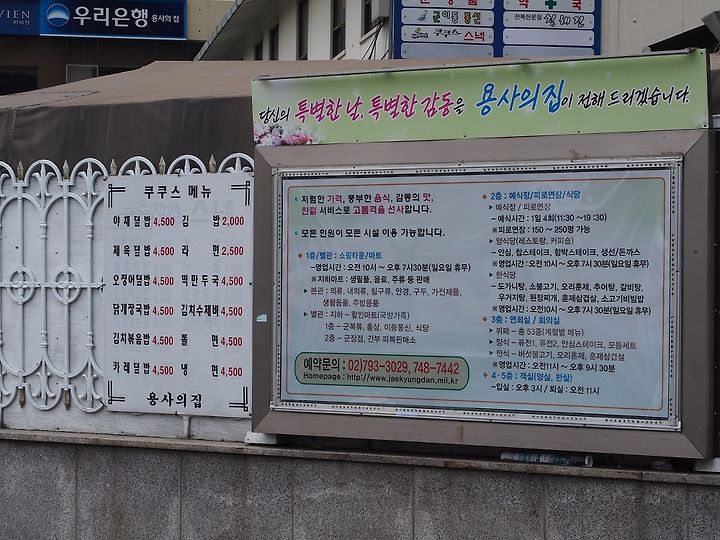 우리은행 용사의 집
군 이동 통신
쿠쿠스 스넥
당신의 특별한 날, 특별한 감동을 용사의 집이 전해 드리겠습니다.
쿠쿠스 메뉴
야채덮밥 4,500 김 밥 2,000
제육덮밥 4,500 라 면 2,500
오징어덮밥 4,500 떡만두국 4,500
닭개장국밥 4,500 김치수제비 4,500
김치볶음밥 4,500 쫄 면 4,500
카레덮밥 4,500 냉 면 4,500
용사의 집
저렴한 가격, 풍부한 음식, 감동의 맛,
친절 서비스로 고품격을 선사합니다.
모든 인원이 모든 시설 이용 가능합니다.
1층/별관 : 쇼핑타운/마트
-영업시간 : 오전 10시 ~ 오후 7시30분(일요일 휴무)
※지하마트 : 생필품, 음료, 주류 등 판매
▶ 본관 : 의류, 내의류, 침구류, 안경, 구두, 가전제품,
생활용품, 주방용품
▶ 별관 : 지하 - 할인마트(국방가족)
1층 - 군복류, 홍삼, 이동통신, 식당
2층 - 군장점, 간부 피복판매소
예약문의 : 02)793-3029, 748-7442
Homepage : http://www.jaekyungdan.mil.kr
2층 : 예식장/피로연장/식당
▶ 예식장 / 피로연장
- 예식시간 : 1일 4회(11:30 ~19:30)
※피로연장 : 150 ~ 250명 가능
▶ 양식당(레스토랑, 커피숍)
- 안심, 찹스테이크, 함박스테이크, 생선/돈까스
※영업시간 : 오전10시 ~ 오후 7시30분(일요일 휴무)
▶ 한식당
- 도가니탕, 소불고기, 오리훈제, 추어탕, 갈비탕,
우거지탕, 된장찌개, 훈제삼겹살, 소고기비빔밥
※영업시간 : 오전10시 ~ 오후 7시30분(일요일 휴무)
3층 : 연회실 / 회의실
▶ 뷔페 - 총 53종(계절별 메뉴)
▶ 양식 - 퓨전1, 퓨전2, 안심스테이크, 모듬세트
▶ 한식 - 버섯불고기, 오리훈제, 훈제삼겹살
※영업시간 : 오전11시 ~ 오후 9시 30분
4·5층 : 객실(양실, 한실)
-입실 : 오후 3시 / 퇴실 : 오전 11시